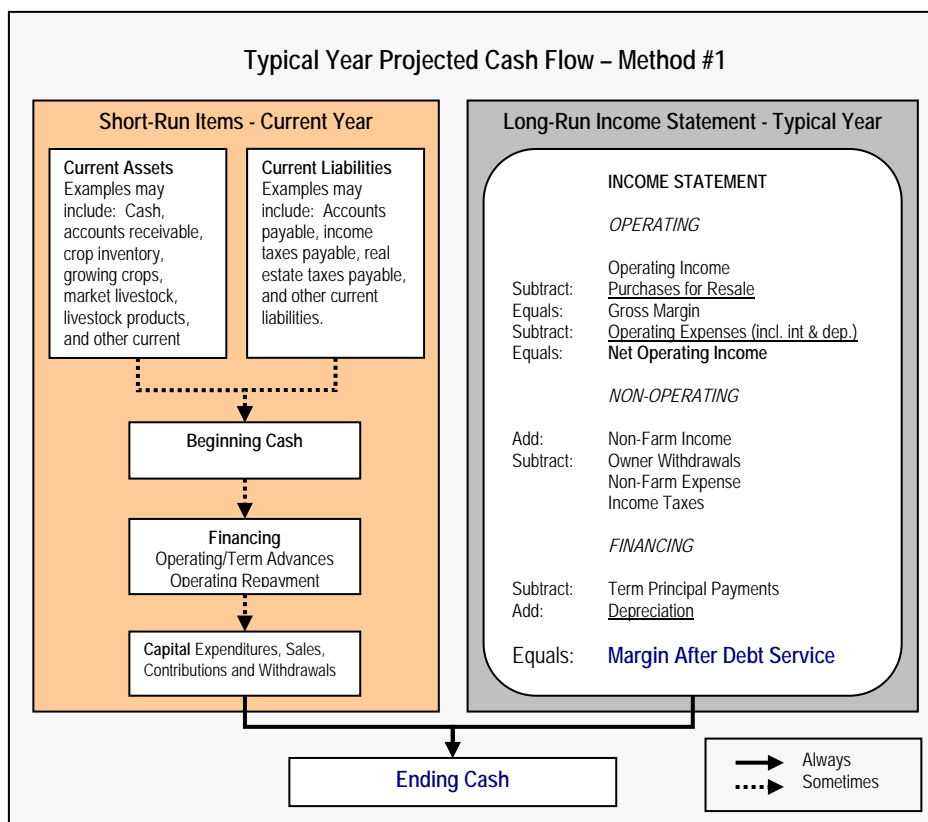 Typical Year Projected Cash Flow – Method #1
Short-Run Items - Current Year
Current Assets
Examples may
include: Cash,
accounts receivable,
crop inventory,
growing crops,
market livestock,
livestock products,
and other current
Current Liabilities
Examples may
include: Accounts
payable, income
taxes payable, real
estate taxes payable,
and other current
liabilities.
Beginning Cash
Financing
Operating/Term Advances
Operating Repayment
Capital Expenditures, Sales,
Contributions and Withdrawals
Long-Run Income Statement - Typical Year
INCOME STATEMENT
OPERATING
Operating Income
Subtract: Purchases for Resale
Equals: Gross Margin
Subtract: Operating Expenses (incl. int & dep.)
Equals: Net Operating Income
NON-OPERATING
Add: Non-Farm Income
Subtract: Owner Withdrawals
Non-Farm Expense
Income Taxes
FINANCING
Subtract: Term Principal Payments
Add: Depreciation
Equals: Margin After Debt Service
Ending Cash
Always
Sometimes